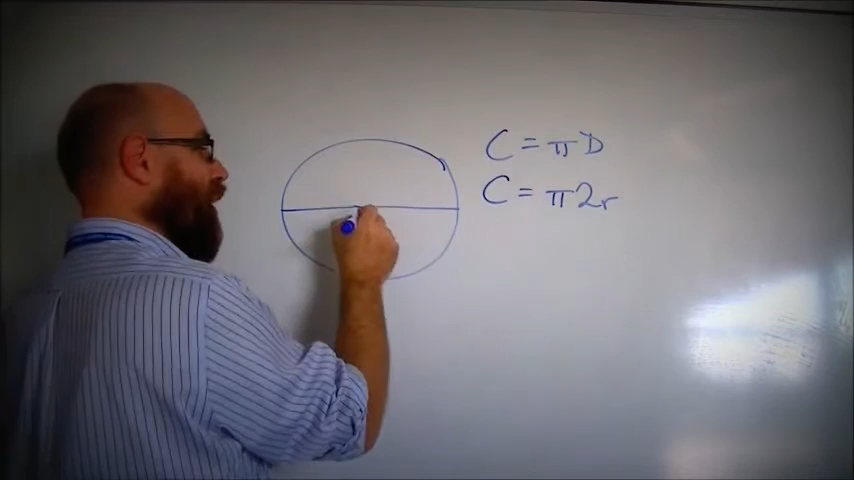 C = πD
C = π2r